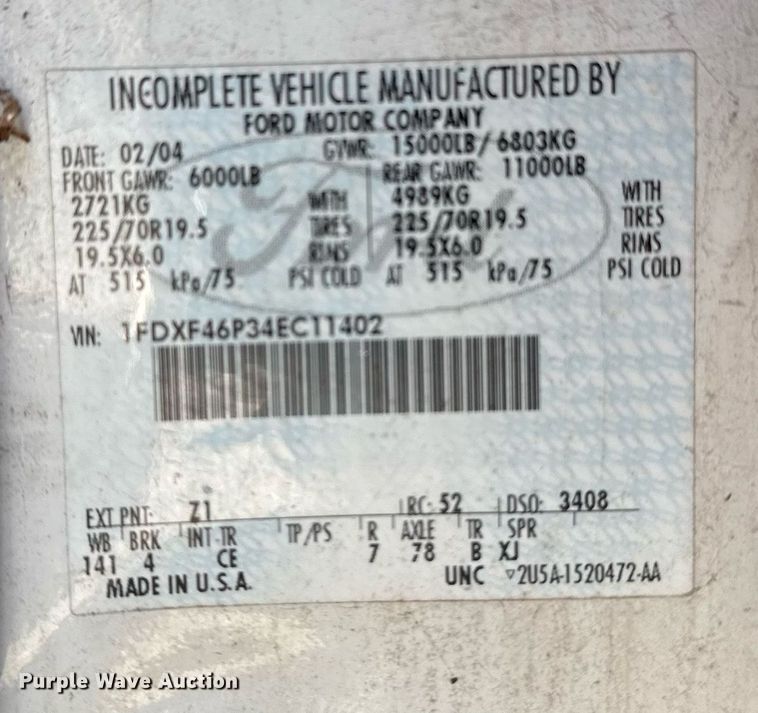 INCOMPLETE VEHICLE MANUFACTURED BY
FORD MOTOR COMPANY
DATE: 02/04 GVWR: 15000LB/ 6803KG
FRONT GAWR: 6000LB REAR GAWR: 11000LB
2721KG WITH 4989KG WITH
225/70R19.5 TIRES 225/70R19.5 TIRES
19.5X6.0 RIMS 19.5X6.0 RIMS
AT 515 kPa/75 PSI COLD AT 515 kPa/75 PSI COLD
VIN: 1FDXF46P34EC11402
EXT PNT: Z1 RC: 52 DSO: 3408
WB BRK INT TR TP/PS R AXLE TR SPR
141 4 CE 7 78 B XJ
MADE IN U.S.A. UNC ▽2U5A-1520472-AA
Ford
Purple Wave Auction